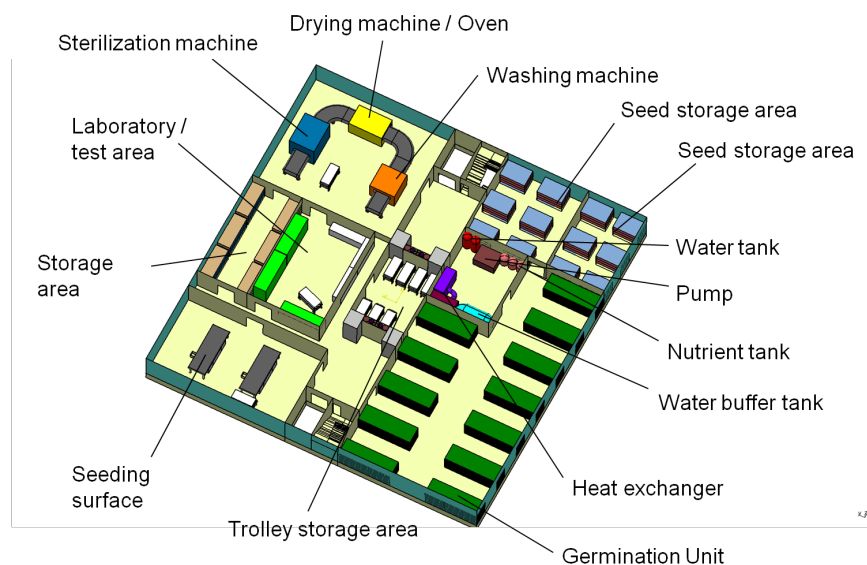 Drying machine / Oven
Sterilization machine
Washing machine
Seed storage area
Laboratory /
test area
Seed storage area
Water tank
Storage
area
Pump
Nutrient tank
Water buffer tank
Seeding
surface
Heat exchanger
Trolley storage area
Germination Unit